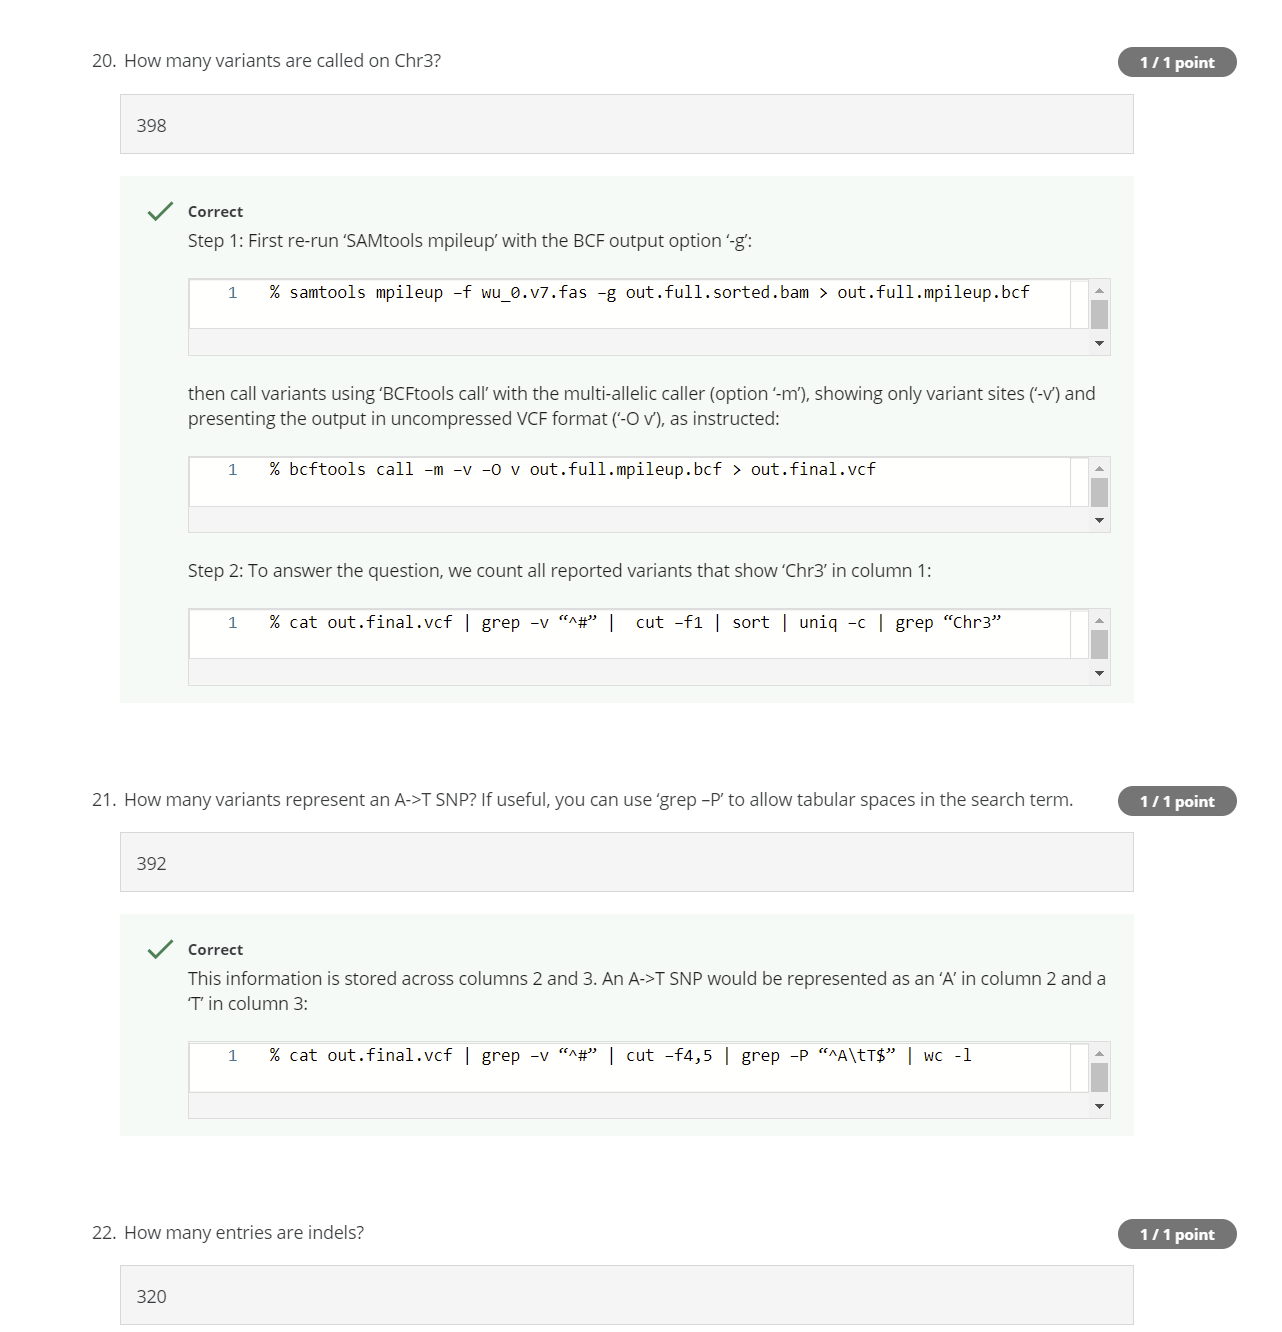 20. How many variants are called on Chr3?
1 / 1 point
398
Correct
Step 1: First re-run ‘SAMtools mpileup’ with the BCF output option ‘-g’:
1 % samtools mpileup –f wu_0.v7.fas –g out.full.sorted.bam > out.full.mpileup.bcf
then call variants using ‘BCFtools call’ with the multi-allelic caller (option ‘-m’), showing only variant sites (‘-v’) and
presenting the output in uncompressed VCF format (‘-O v’), as instructed:
1 % bcftools call –m –v –O v out.full.mpileup.bcf > out.final.vcf
Step 2: To answer the question, we count all reported variants that show ‘Chr3’ in column 1:
1 % cat out.final.vcf | grep –v “^#” |  cut –f1 | sort | uniq –c | grep “Chr3”
21. How many variants represent an A->T SNP? If useful, you can use ‘grep –P’ to allow tabular spaces in the search term.
1 / 1 point
392
Correct
This information is stored across columns 2 and 3. An A->T SNP would be represented as an ‘A’ in column 2 and a
‘T’ in column 3:
1 % cat out.final.vcf | grep –v “^#” | cut –f4,5 | grep –P “^A\tT$” | wc -l
22. How many entries are indels?
1 / 1 point
320